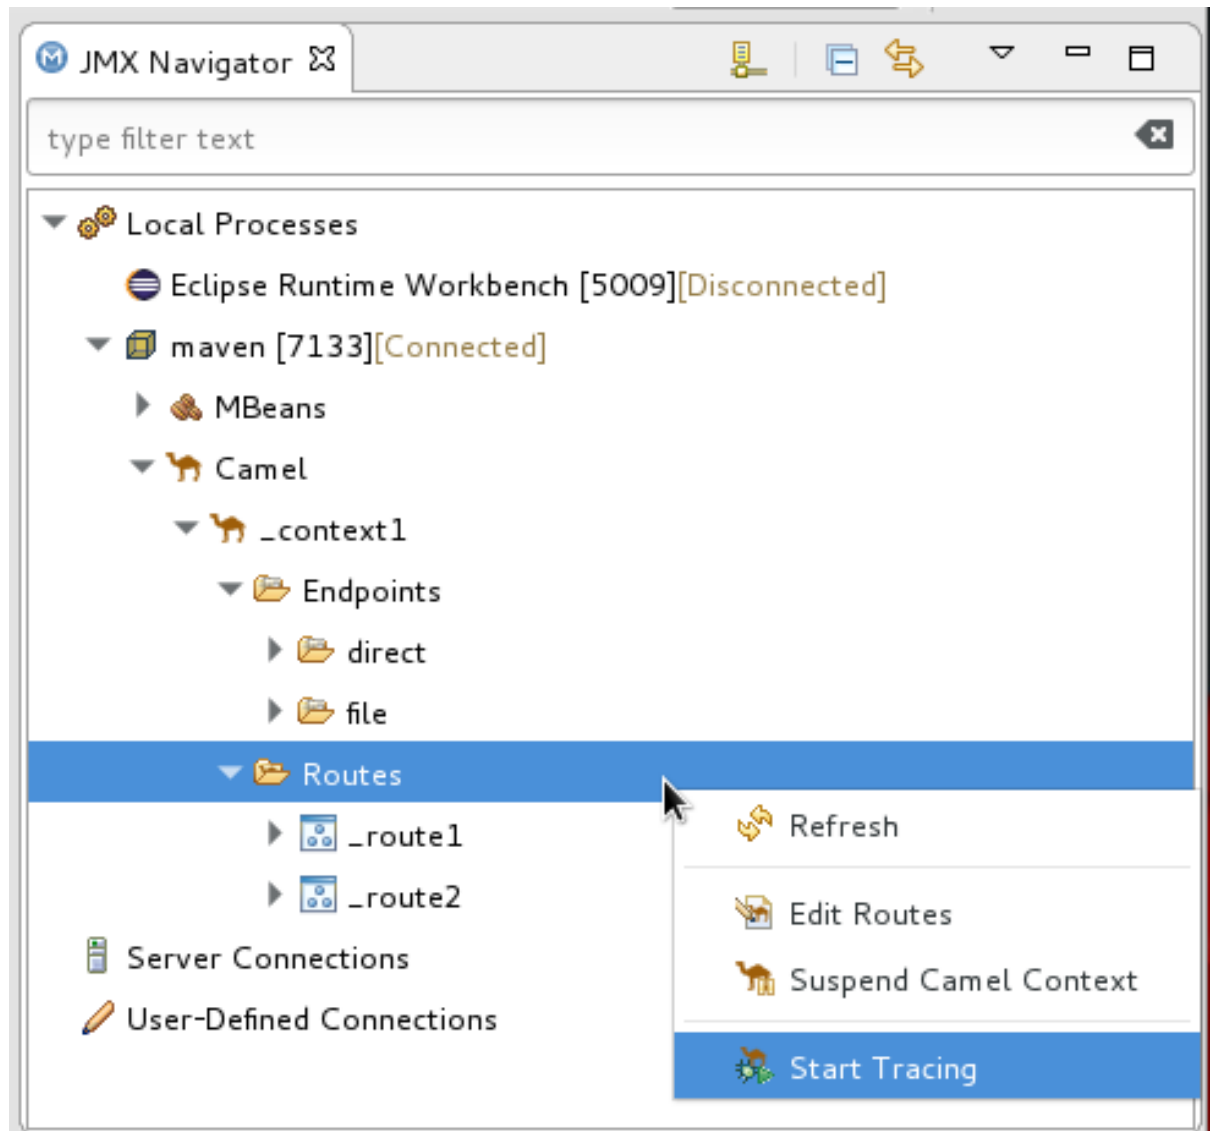 JMX Navigator
type filter text
Local Processes
Eclipse Runtime Workbench [5009][Disconnected]
maven [7133][Connected]
MBeans
Camel
_context1
Endpoints
direct
file
Routes
_route1
_route2
Server Connections
User-Defined Connections
Refresh
Edit Routes
Suspend Camel Context
Start Tracing